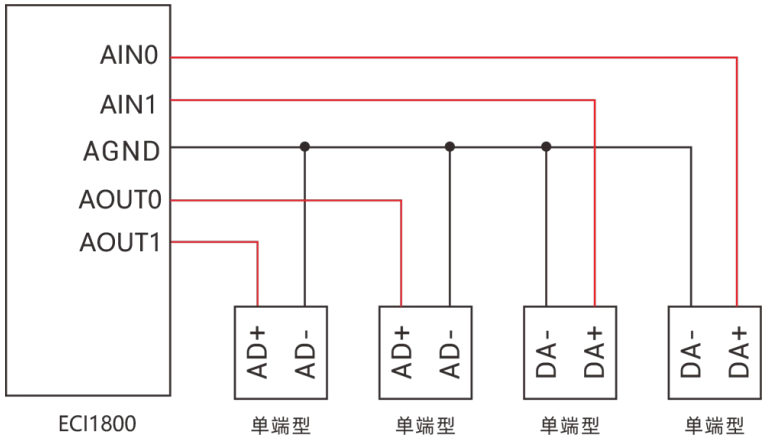 AIN0
AIN1
AGND
AOUT0
AOUT1
AD+ AD- AD+ AD- DA- DA+ DA- DA+
ECI1800 单端型 单端型 单端型 单端型